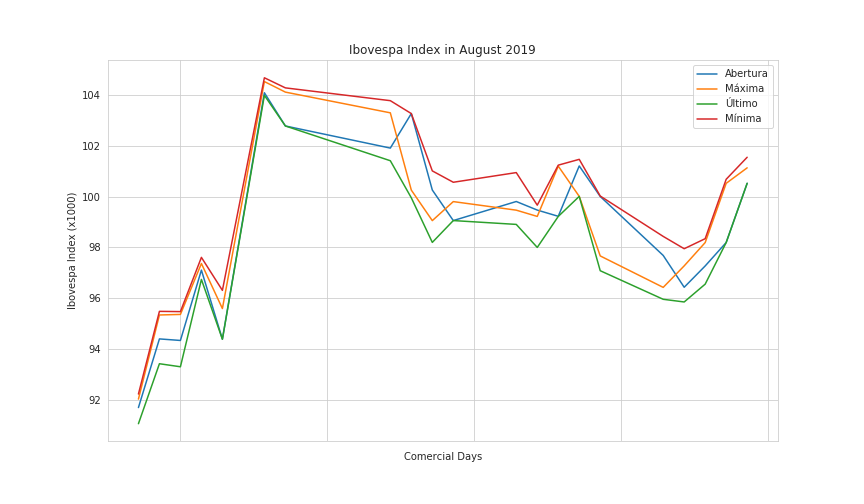 Ibovespa Index in August 2019
Abertura
Máxima
Último
Mínima
104
102
100
98
96
94
92
Ibovespa Index (x1000)
Comercial Days